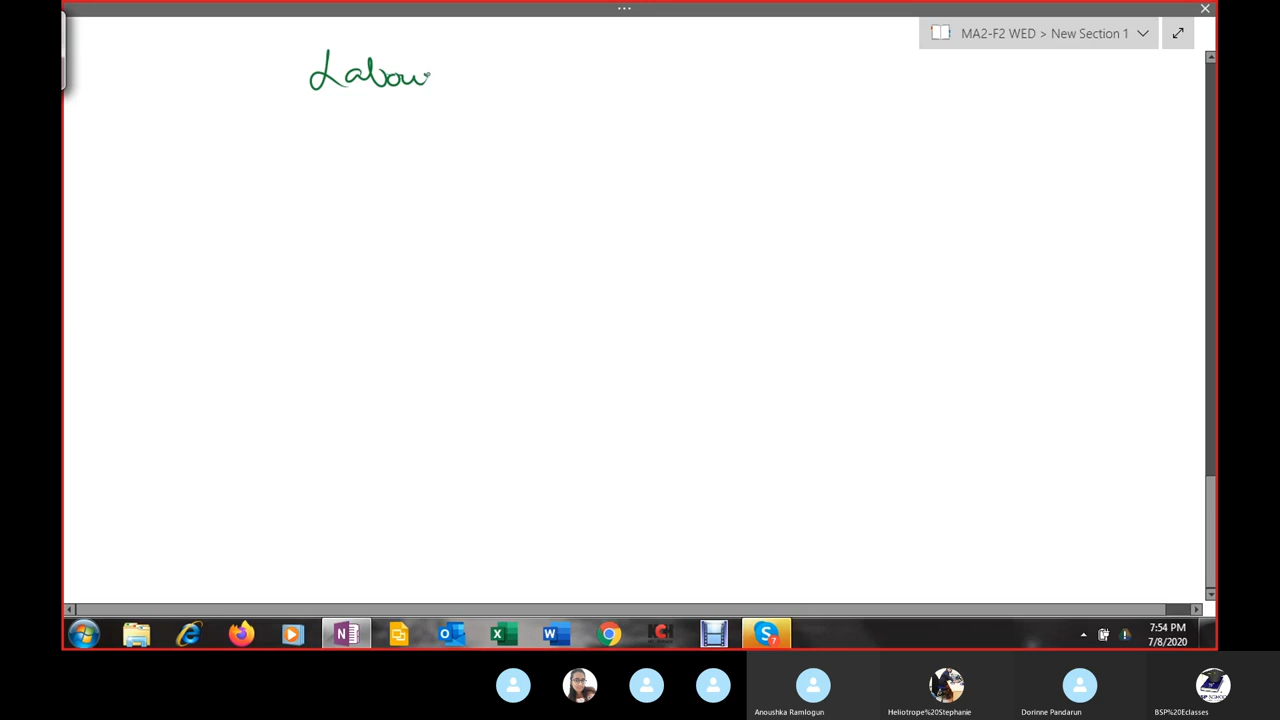 MA2-F2 WED > New Section 1
Labour
7:54 PM
7/8/2020
Anoushka Ramlogun
Heliotrope%20Stephanie
Dorinne Pandarun
BSP%20Eclasses